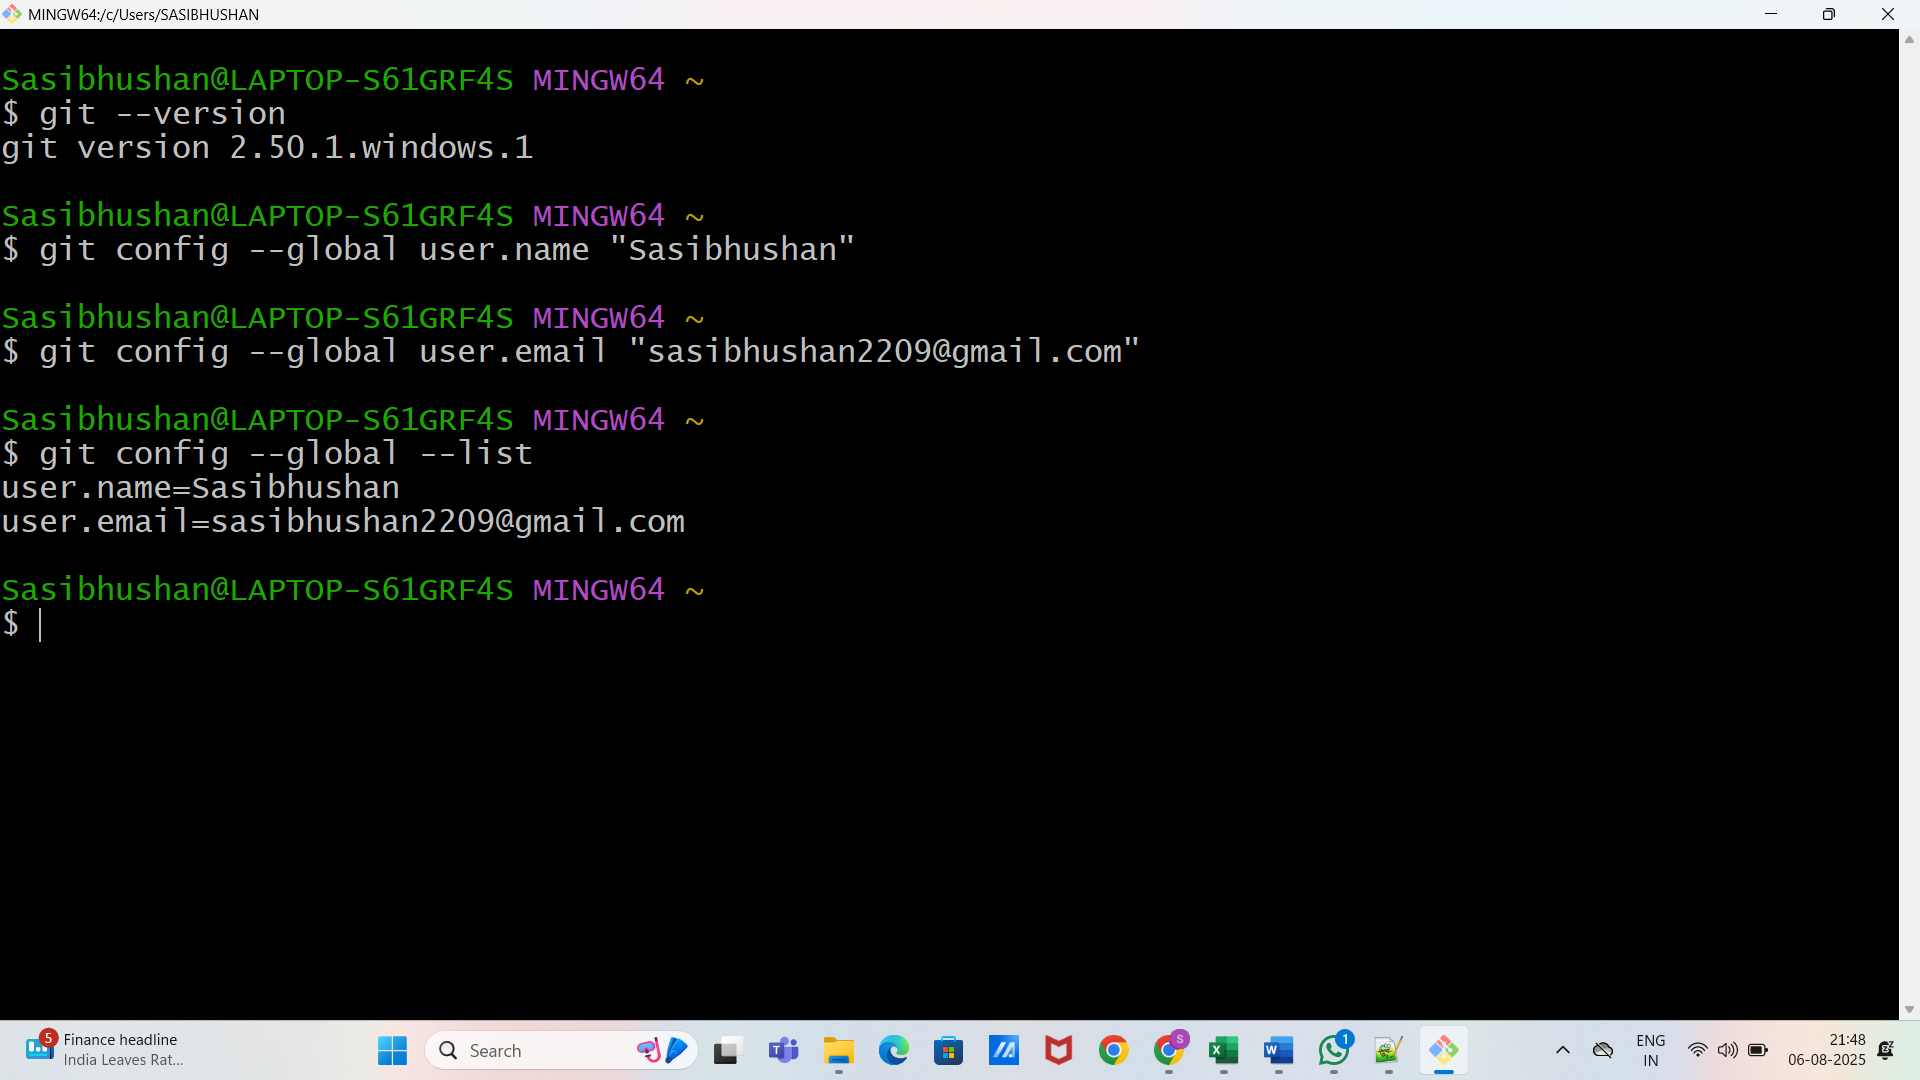 MINGW64:/c/Users/SASIBHUSHAN
Sasibhushan@LAPTOP-S61GRF4S MINGW64 ~
$ git --version
git version 2.50.1.windows.1
Sasibhushan@LAPTOP-S61GRF4S MINGW64 ~
$ git config --global user.name "Sasibhushan"
Sasibhushan@LAPTOP-S61GRF4S MINGW64 ~
$ git config --global user.email "sasibhushan2209@gmail.com"
Sasibhushan@LAPTOP-S61GRF4S MINGW64 ~
$ git config --global --list
user.name=Sasibhushan
user.email=sasibhushan2209@gmail.com
Sasibhushan@LAPTOP-S61GRF4S MINGW64 ~
$
5
Finance headline
India Leaves Rat...
Search
S
1
ENG
IN
21:48
06-08-2025